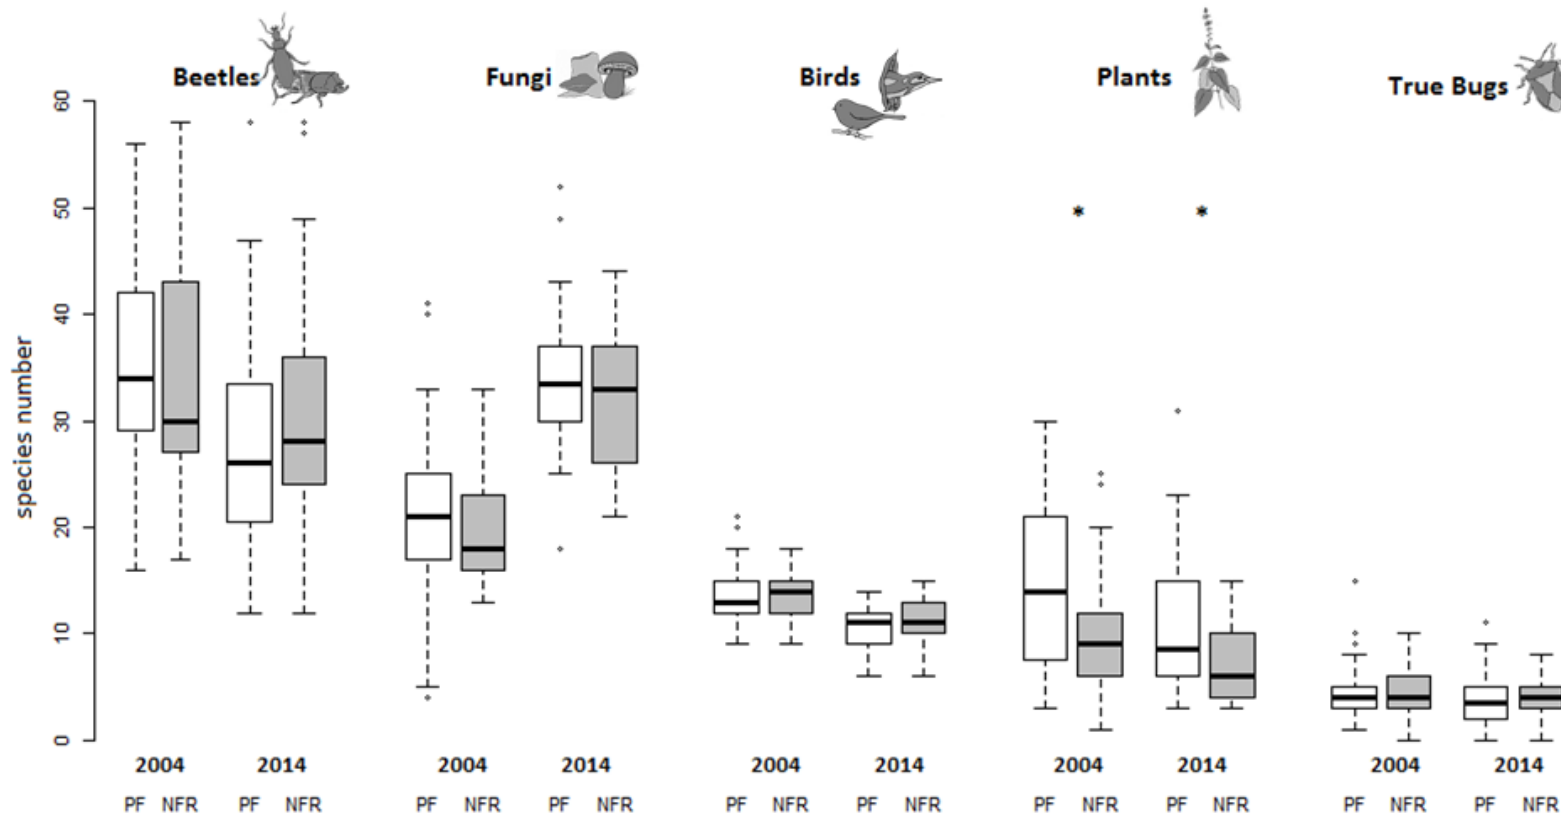 Beetles
Fungi
Birds
Plants
True Bugs
60
50
40
30
20
10
0
species number
*
*
2004 2014 2004 2014 2004 2014 2004 2014 2004 2014
PF NFR PF NFR PF NFR PF NFR PF NFR PF NFR PF NFR PF NFR PF NFR PF NFR